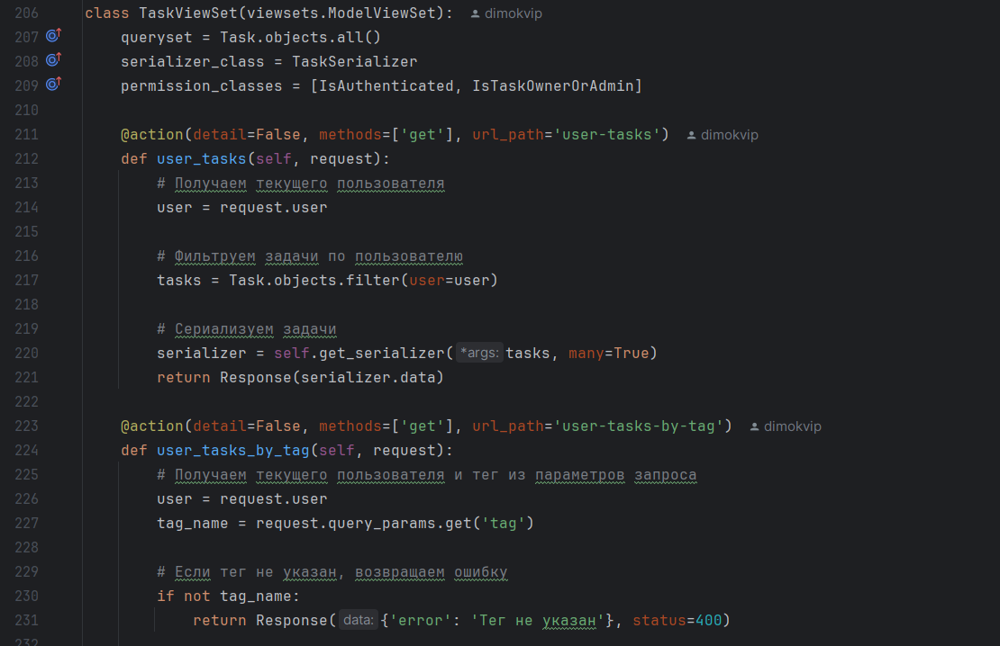 206 class TaskViewSet(viewsets.ModelViewSet): dimokvip
207 queryset = Task.objects.all()
208 serializer_class = TaskSerializer
209 permission_classes = [IsAuthenticated, IsTaskOwnerOrAdmin]
210
211 @action(detail=False, methods=['get'], url_path='user-tasks') dimokvip
212 def user_tasks(self, request):
213 # Получаем текущего пользователя
214 user = request.user
215
216 # Фильтруем задачи по пользователю
217 tasks = Task.objects.filter(user=user)
218
219 # Сериализуем задачи
220 serializer = self.get_serializer( *args: tasks, many=True)
221 return Response(serializer.data)
222
223 @action(detail=False, methods=['get'], url_path='user-tasks-by-tag') dimokvip
224 def user_tasks_by_tag(self, request):
225 # Получаем текущего пользователя и тег из параметров запроса
226 user = request.user
227 tag_name = request.query_params.get('tag')
228
229 # Если тег не указан, возвращаем ошибку
230 if not tag_name:
231 return Response( data: {'error': 'Тег не указан'}, status=400)
232